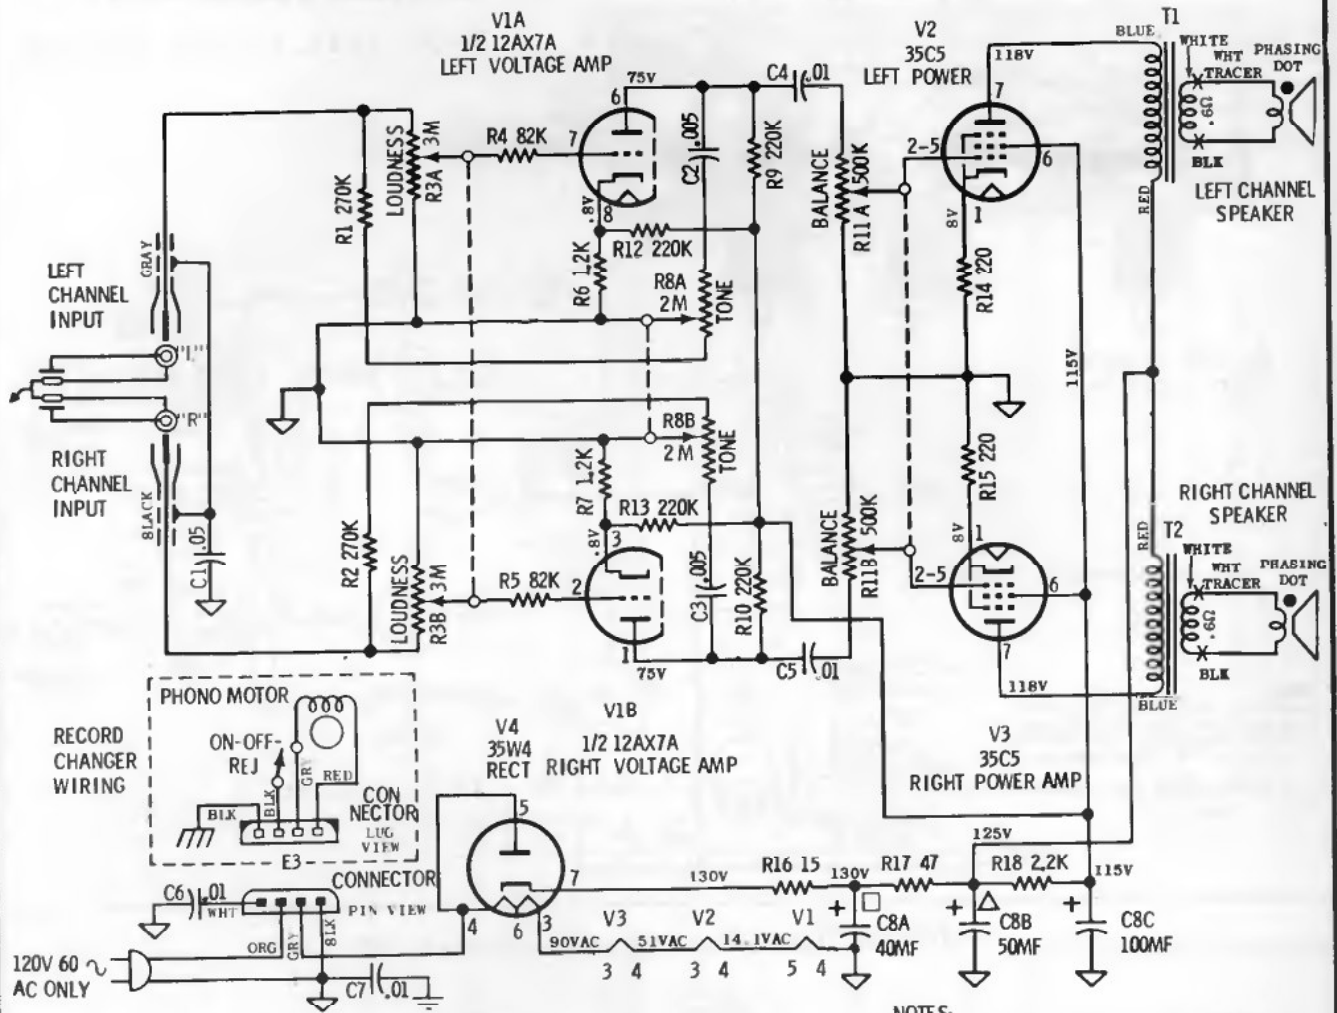 V1A
1/2 12AX7A
LEFT VOLTAGE AMP
V2
35C5
LEFT POWER
T1
BLUE
WHITE
WHT
TRACER
PHASING
DOT
.6Ω
BLK
LEFT CHANNEL
SPEAKER
RED
118V
7
2-5
6
8V
1
R14 220
115V
75V
6
7
.8V
8
C4 .01
.005
C2
R9 220K
BALANCE
500K
R11A
R4 82K
LOUDNESS
R3A 3M
R1 270K
R12 220K
R6 1.2K
R8A
2M
TONE
GRAY
LEFT
CHANNEL
INPUT
"L"
"R"
RIGHT
CHANNEL
INPUT
BLACK
C1 .05
R2 270K
LOUDNESS
R3B 3M
R5 82K
R7 1.2K
R8B
2M
TONE
R13 220K
.8V
3
2
1
75V
C3 .005
R10 220K
C5 .01
BALANCE
R11B 500K
R15 220
8V
1
2-5
6
7
118V
RIGHT CHANNEL
SPEAKER
RED
T2
WHITE
WHT
TRACER
PHASING
DOT
.6Ω
BLK
BLUE
V1B
1/2 12AX7A
RIGHT VOLTAGE AMP
V3
35C5
RIGHT POWER AMP
V4
35W4
RECT
RECORD
CHANGER
WIRING
PHONO MOTOR
ON-OFF-
REJ
BLK
BLK
GRY
RED
CON
NECTOR
LUG
VIEW
E3
CONNECTOR
PIN VIEW
C6 .01
WHT
ORG
GRY
BLK
120V 60 ~
AC ONLY
C7 .01
5
7
4
6
3
130V
R16 15
130V
R17 47
125V
R18 2.2K
115V
90VAC
V3
51VAC
V2
14.1VAC
V1
3 4
3 4
5 4
+
C8A
40MF
+
C8B
50MF
+
C8C
100MF
NOTES: